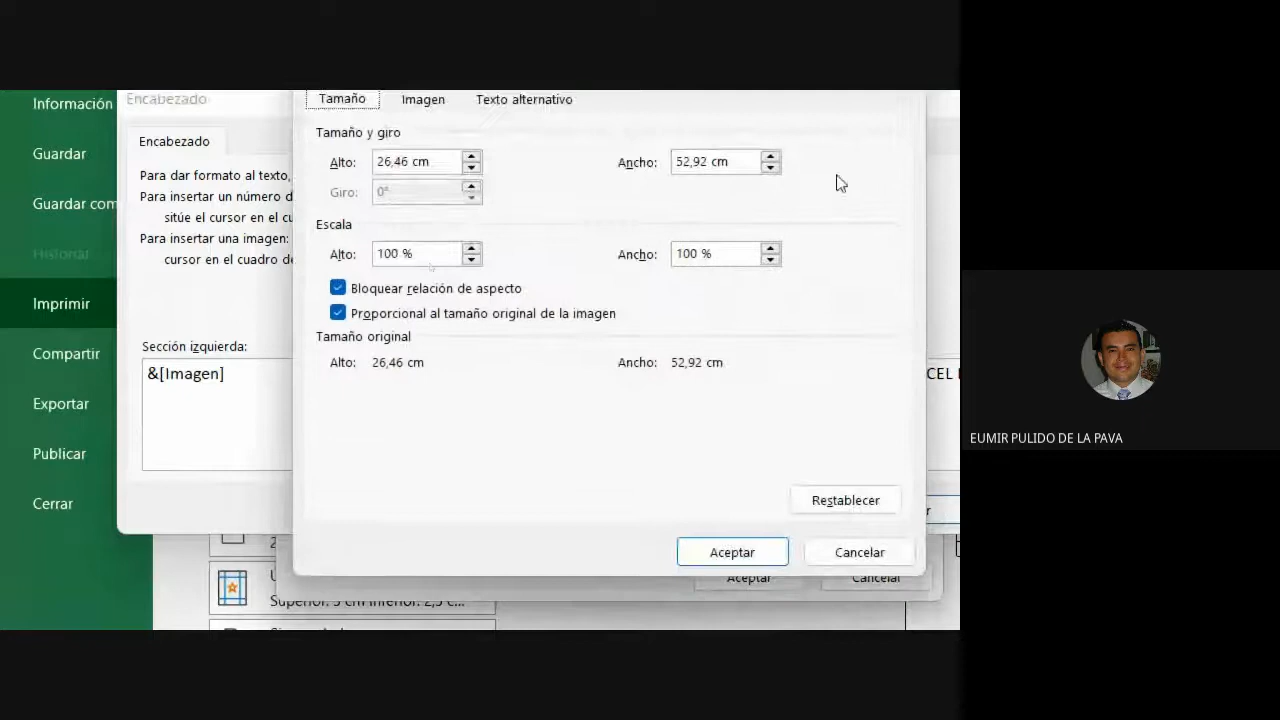 Información
Guardar
Guardar com
Historial
Imprimir
Compartir
Exportar
Publicar
Cerrar
Encabezado
Encabezado
Para dar formato al texto,
Para insertar un número d
sitúe el cursor en el cu
Para insertar una imagen:
cursor en el cuadro de
Sección izquierda:
&[Imagen]
CEL
Tamaño Imagen Texto alternativo
Tamaño y giro
Alto: 26,46 cm Ancho: 52,92 cm
Giro: 0°
Escala
Alto: 100 % Ancho: 100 %
Bloquear relación de aspecto
Proporcional al tamaño original de la imagen
Tamaño original
Alto: 26,46 cm Ancho: 52,92 cm
Restablecer
Aceptar Cancelar
Aceptar Cancelar
EUMIR PULIDO DE LA PAVA